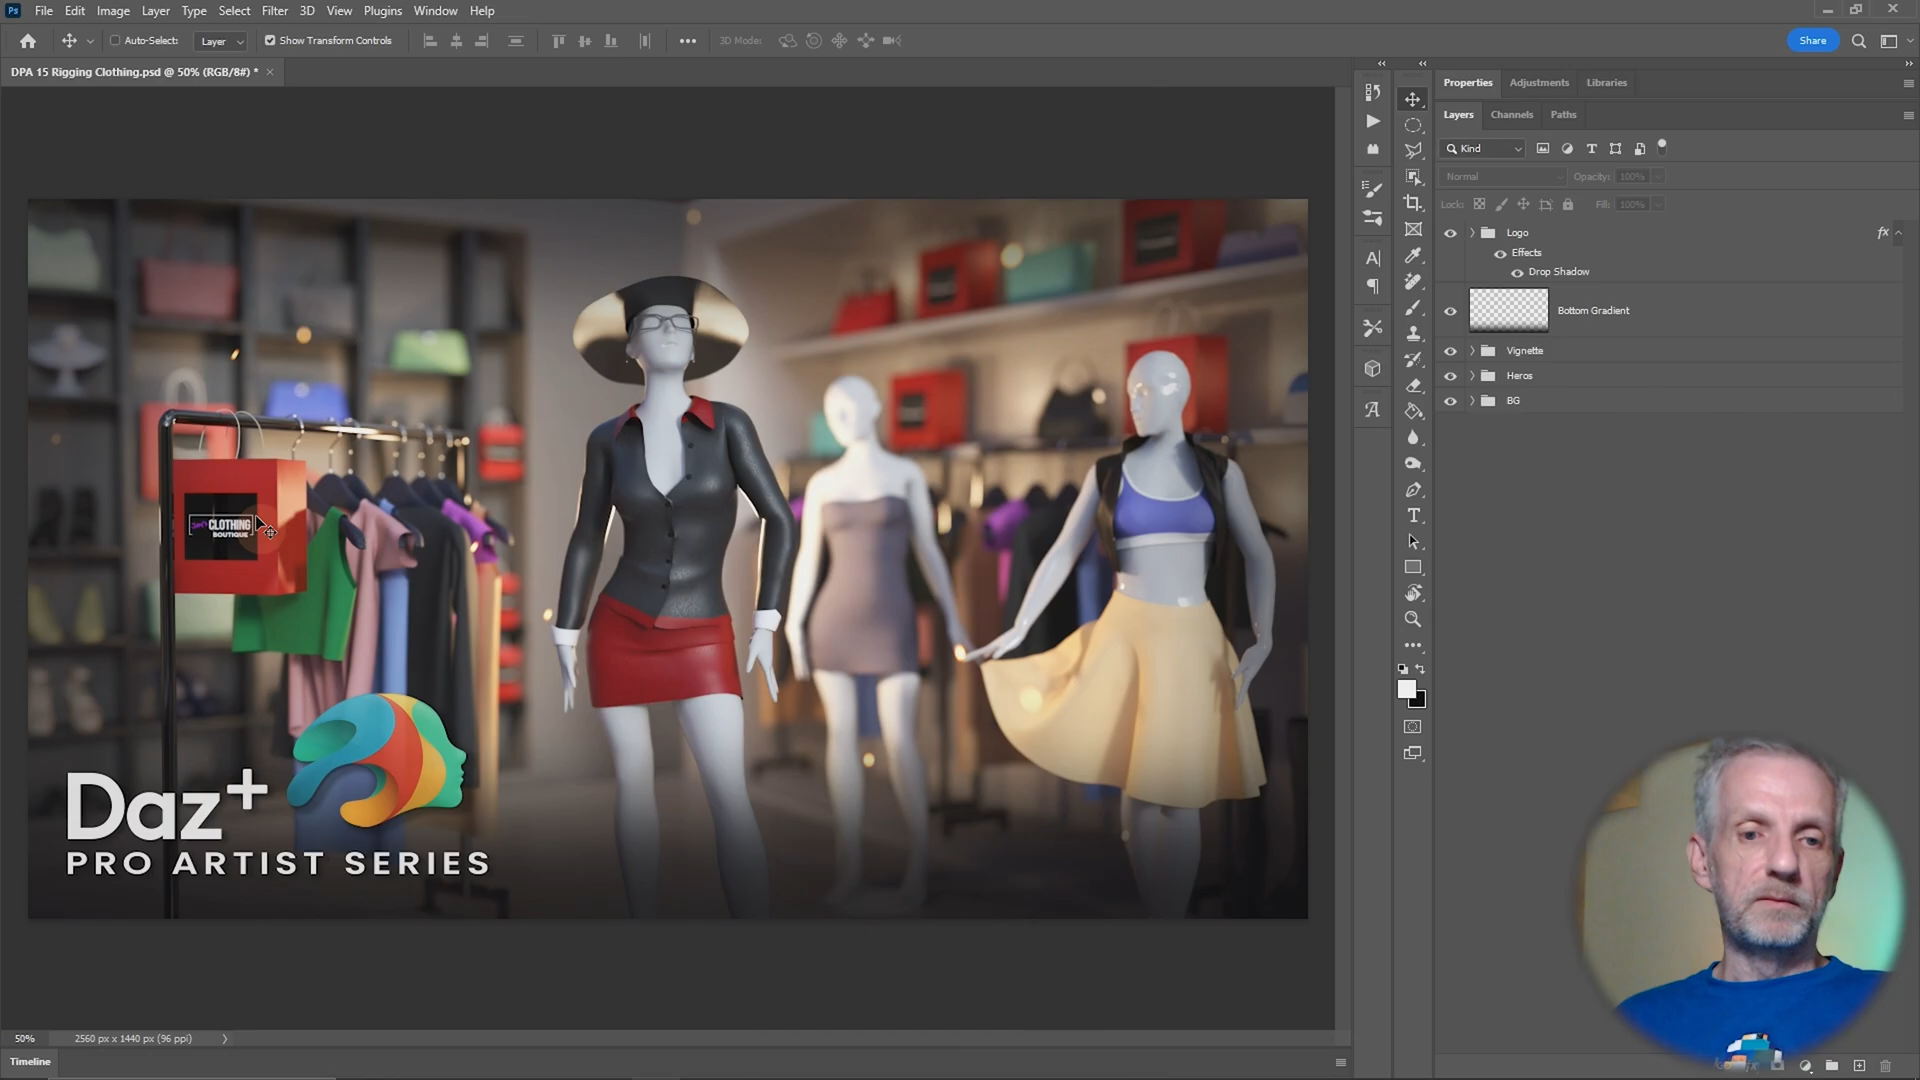 Ps File Edit Image Layer Type Select Filter 3D View Plugins Window Help
Auto-Select: Layer Show Transform Controls ••• 3D Mode: Share
DPA 15 Rigging Clothing.psd @ 50% (RGB/8#) * ×
Properties Adjustments Libraries
Layers Channels Paths
Kind
Normal Opacity: 100%
Lock: Fill: 100%
Logo fx
Effects
Drop Shadow
Bottom Gradient
Vignette
Heros
BG
CLOTHING
BOUTIQUE
Daz+
PRO ARTIST SERIES
50% 2560 px x 1440 px (96 ppi)
Timeline